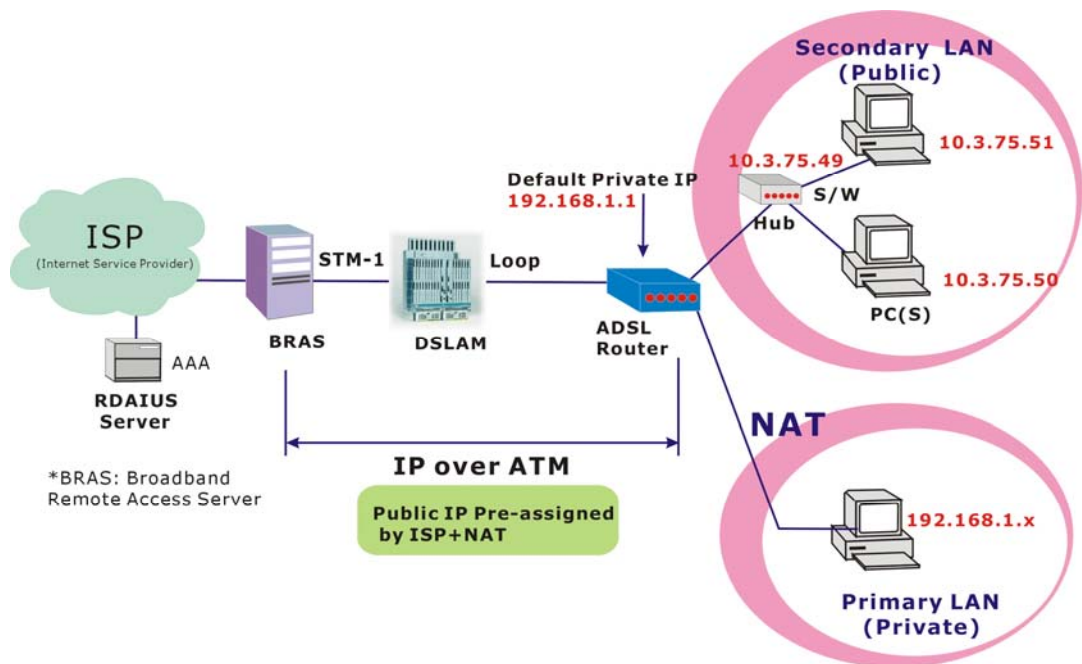 Secondary LAN
(Public)
10.3.75.51
10.3.75.49
S/W
Hub
10.3.75.50
PC(S)
Default Private IP
192.168.1.1
ISP
(Internet Service Provider)
STM-1
Loop
BRAS
DSLAM
ADSL
Router
AAA
RDAIUS
Server
NAT
*BRAS: Broadband
Remote Access Server
IP over ATM
Public IP Pre-assigned
by ISP+NAT
192.168.1.x
Primary LAN
(Private)